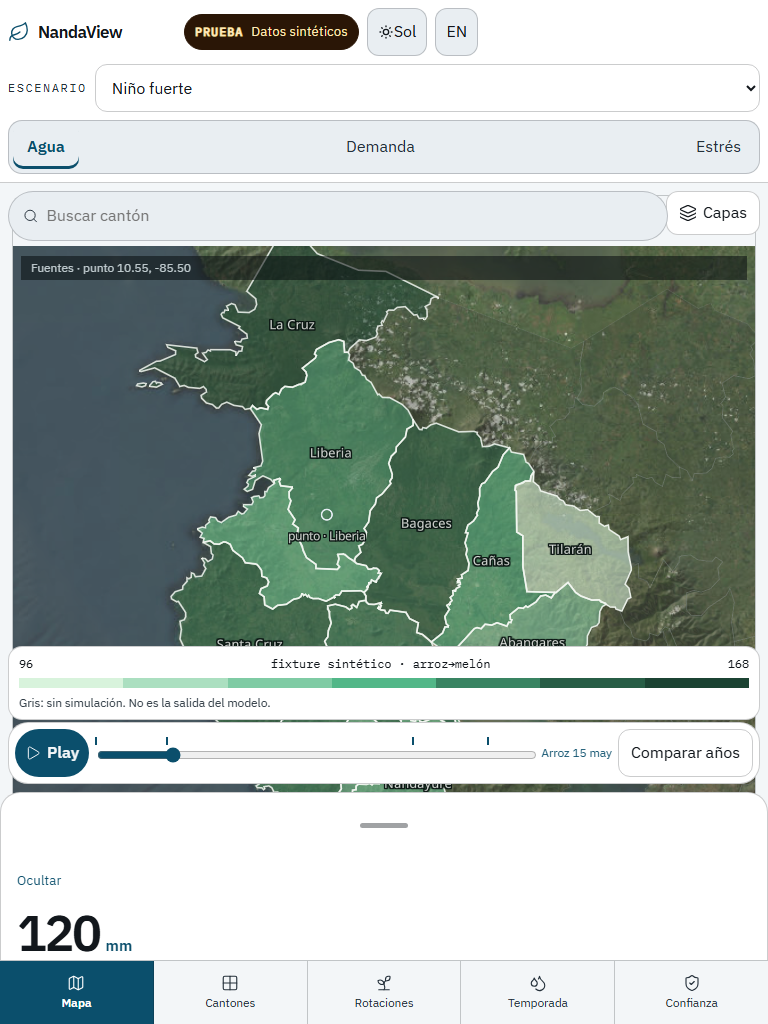 NandaView
PRUEBA Datos sintéticos
Sol
EN
ESCENARIO
Niño fuerte
Agua
Demanda
Estrés
Buscar cantón
Capas
Fuentes · punto 10.55, -85.50
La Cruz
Liberia
punto · Liberia
Bagaces
Cañas
Tilarán
Santa Cruz
Abangares
96
fixture sintético · arroz→melón
168
Gris: sin simulación. No es la salida del modelo.
Play
Arroz 15 may
Comparar años
Nandayure
Ocultar
120 mm
Mapa
Cantones
Rotaciones
Temporada
Confianza